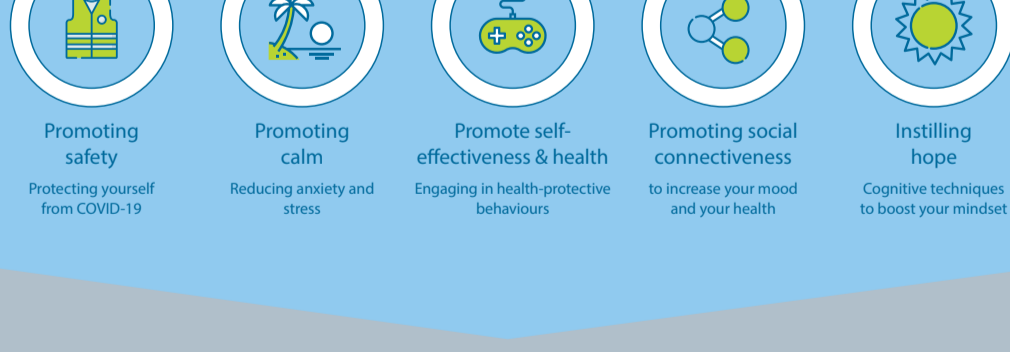 Promoting
safety
Protecting yourself
from COVID-19
Promoting
calm
Reducing anxiety and
stress
Promote self-
effectiveness & health
Engaging in health-protective
behaviours
Promoting social
connectiveness
to increase your mood
and your health
Instilling
hope
Cognitive techniques
to boost your mindset